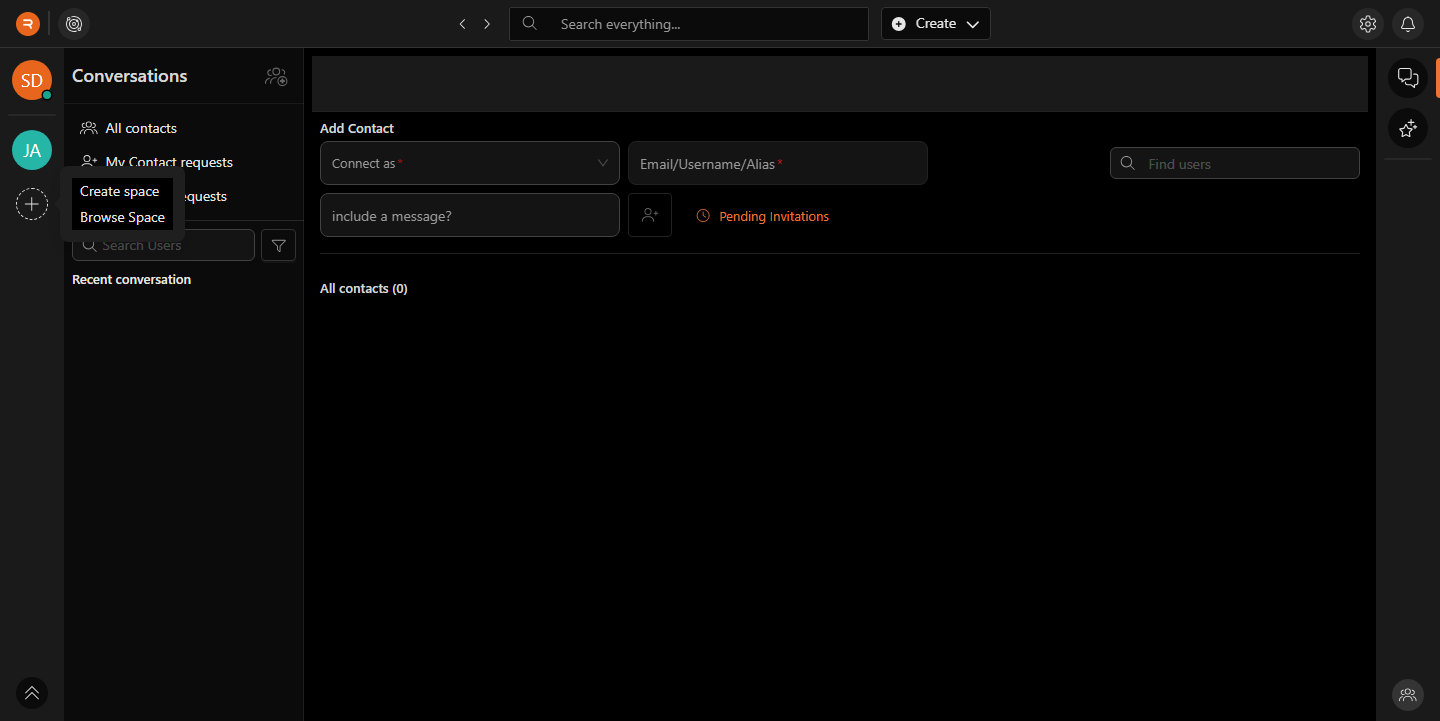 Search everything...
Create
SD
Conversations
All contacts
JA
My Contact requests
Create space
equests
Browse Space
Search Users
Recent conversation
Add Contact
Connect as*
Email/Username/Alias*
Find users
include a message?
Pending Invitations
All contacts (0)